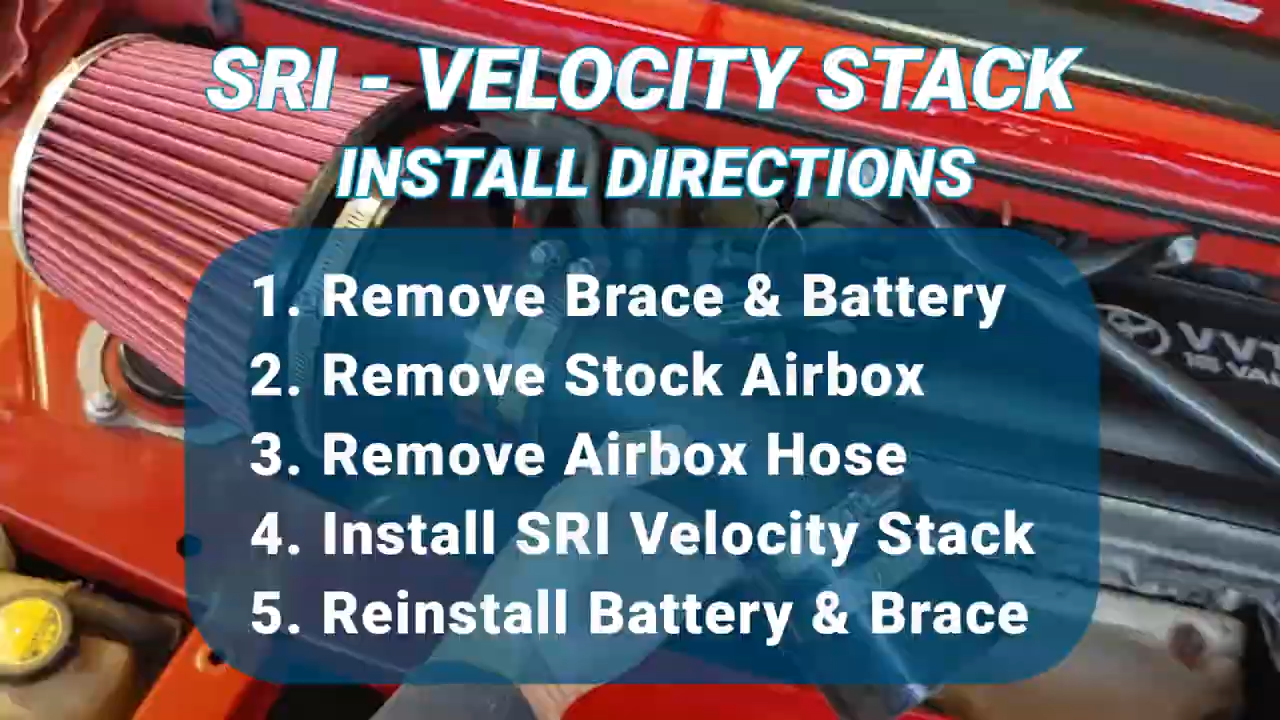 SRI - VELOCITY STACK
INSTALL DIRECTIONS
1. Remove Brace & Battery
2. Remove Stock Airbox
3. Remove Airbox Hose
4. Install SRI Velocity Stack
5. Reinstall Battery & Brace